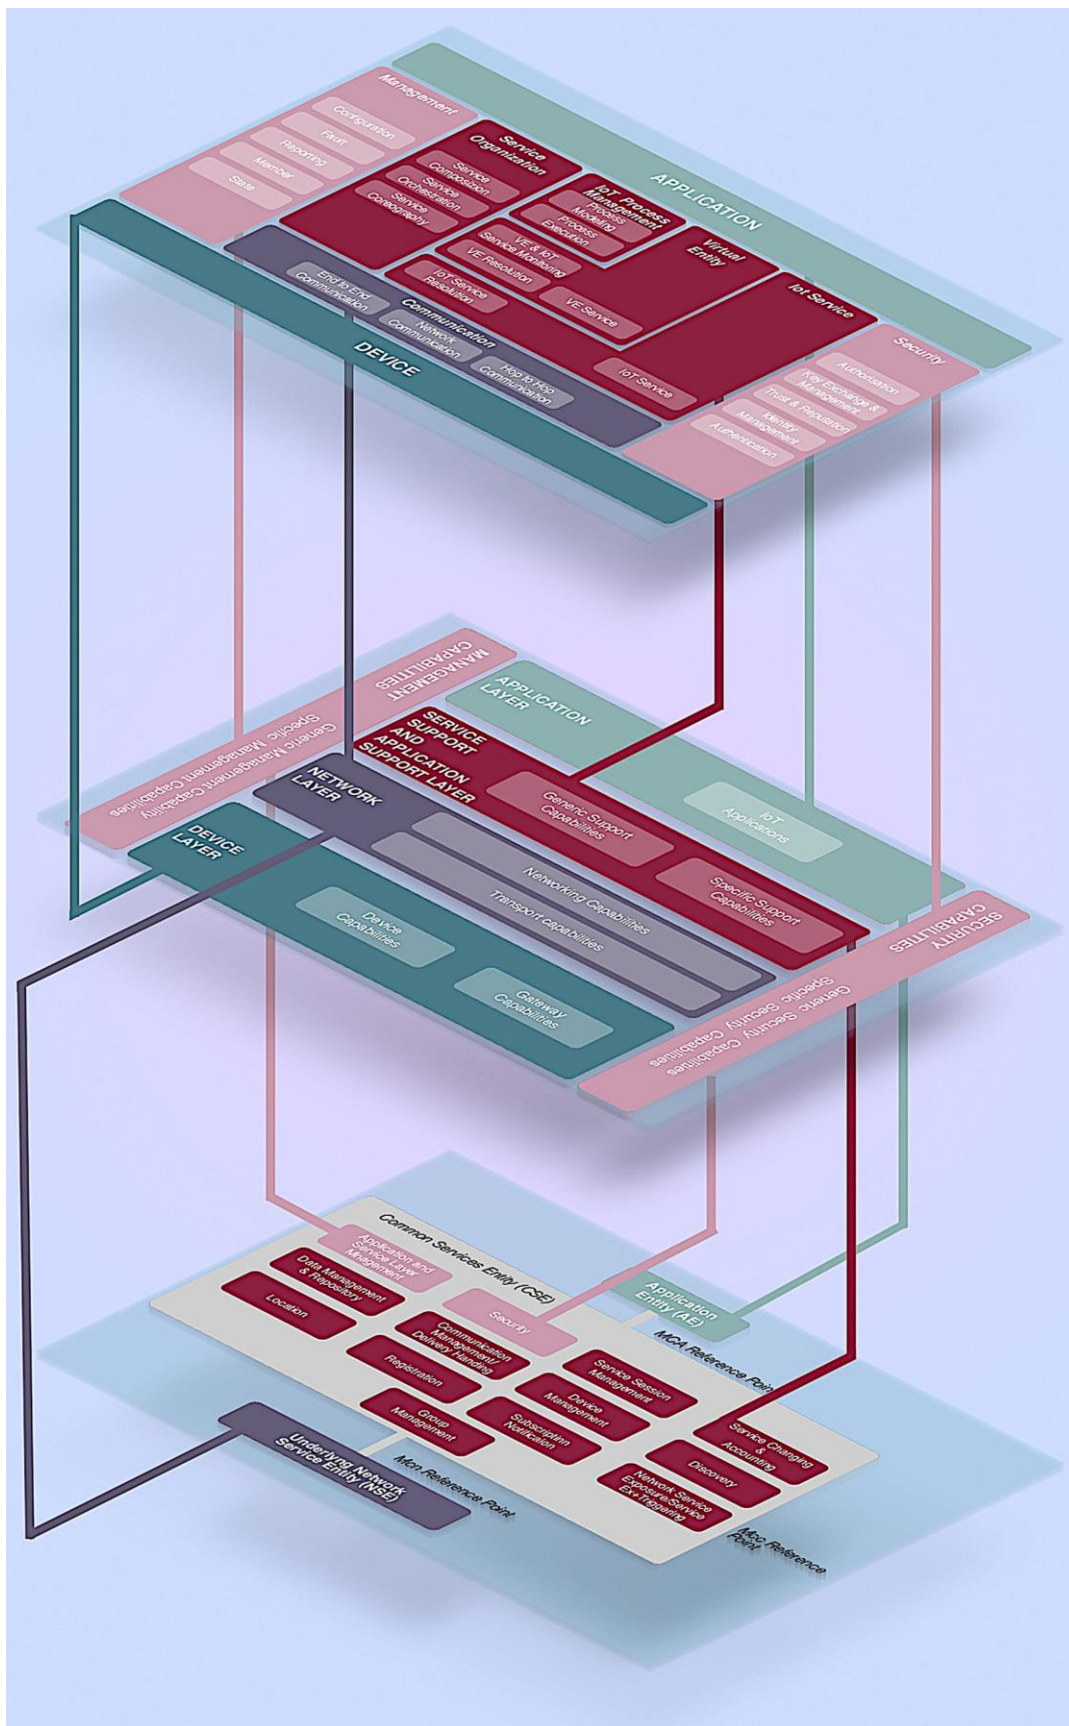 APPLICATION
Management
Configuration
Fault
Reporting
Member
State
Service
Organization
Service
Composition
Service
Orchestration
Service
Coreography
IoT Process
Management
Process
Modeling
Process
Execution
Virtual
Entity
VE & IoT
Service Monitoring
VE Resolution
VE Service
Iot Service
IoT Service
Resolution
IoT Service
Communication
End to End
Communication
Network
Communication
Hop to Hop
Communication
DEVICE
Security
Authorisation
Key Exchange &
Management
Trust & Reputation
Identity
Management
Authentication
MANAGEMENT
CAPABILITIES
Generic Management Capability
Specific Management Capabilities
APPLICATION
LAYER
IoT
Applications
SERVICE
SUPPORT
AND
APPLICATION
SUPPORT LAYER
Generic Support
Capabilities
Specific Support
Capabilities
NETWORK
LAYER
Networking Capabilities
Transport capabilities
DEVICE
LAYER
Device
Capabilities
Gateway
Capabilities
SECURITY
CAPABILITIES
Generic Security Capabilities
Specific Security Capabilities
Common Services Entity (CSE)
Application and
Service Layer
Mnagement
Data Management
& Repository
Location
Security
Communication
Management/
Delivery Handing
Registration
Group
Management
Service Session
Management
Device
Management
Subscriptinn
Notificaion
Service Changing
&
Accounting
Discovery
Network Service
Exposure/Service
Ex+Triggering
Application
Entity (AE)
MCA Reference Point
Underlyng Network
Service Entity (NSE)
Mcn Reference Point
Mcc Reference
Point